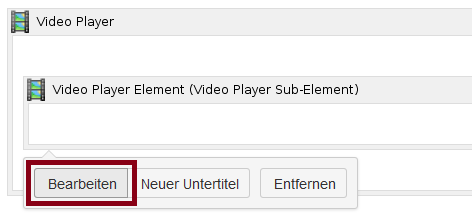 Video Player
Video Player Element (Video Player Sub-Element)
Bearbeiten Neuer Untertitel Entfernen